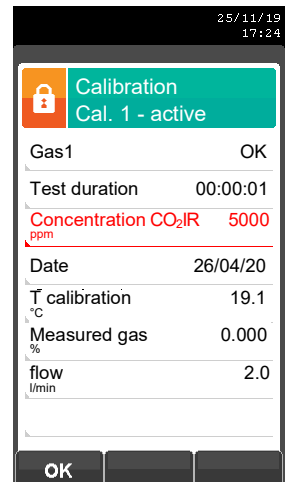 25/11/19
17:24
Calibration
Cal. 1 - active
Gas1 OK
Test duration 00:00:01
Concentration CO₂IR 5000
ppm
Date 26/04/20
T calibration 19.1
°C
Measured gas 0.000
%
flow 2.0
l/min
OK